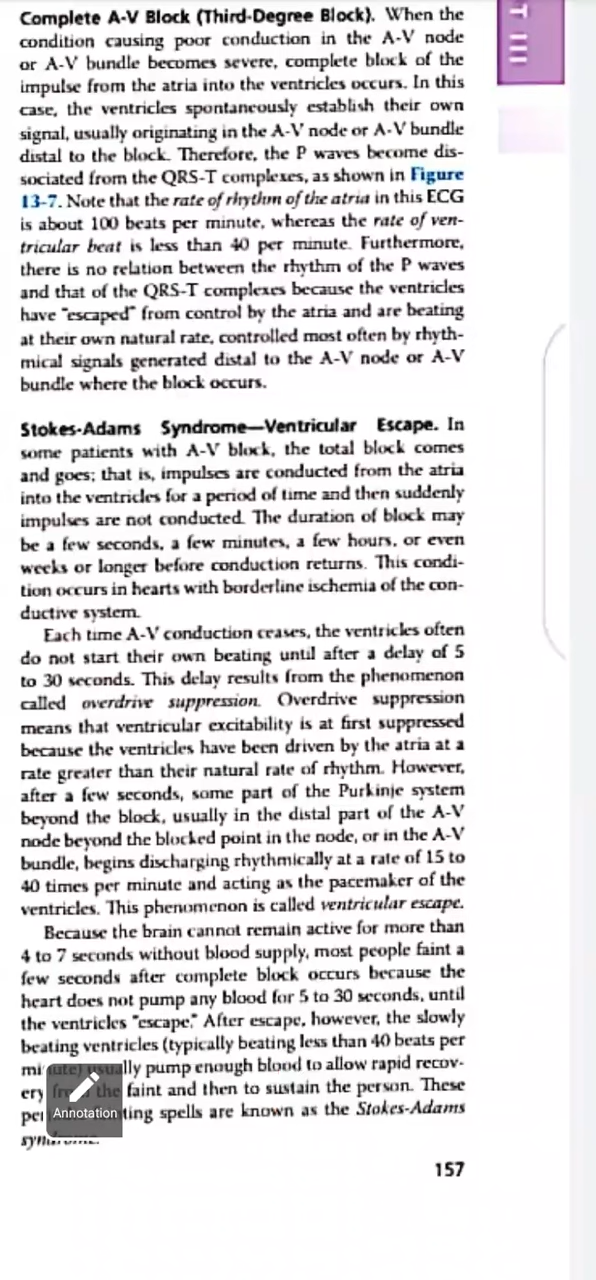 T III
Complete A-V Block (Third-Degree Block). When the
condition causing poor conduction in the A-V node
or A-V bundle becomes severe, complete block of the
impulse from the atria into the ventricles occurs. In this
case, the ventricles spontaneously establish their own
signal, usually originating in the A-V node or A-V bundle
distal to the block. Therefore, the P waves become dis-
sociated from the QRS-T complexes, as shown in Figure
13-7. Note that the rate of rhythm of the atria in this ECG
is about 100 beats per minute, whereas the rate of ven-
tricular beat is less than 40 per minute. Furthermore,
there is no relation between the rhythm of the P waves
and that of the QRS-T complexes because the ventricles
have "escaped" from control by the atria and are beating
at their own natural rate, controlled most often by rhyth-
mical signals generated distal to the A-V node or A-V
bundle where the block occurs.
Stokes-Adams Syndrome—Ventricular Escape. In
some patients with A-V block, the total block comes
and goes; that is, impulses are conducted from the atria
into the ventricles for a period of time and then suddenly
impulses are not conducted. The duration of block may
be a few seconds, a few minutes, a few hours, or even
weeks or longer before conduction returns. This condi-
tion occurs in hearts with borderline ischemia of the con-
ductive system.
Each time A-V conduction ceases, the ventricles often
do not start their own beating until after a delay of 5
to 30 seconds. This delay results from the phenomenon
called overdrive suppression. Overdrive suppression
means that ventricular excitability is at first suppressed
because the ventricles have been driven by the atria at a
rate greater than their natural rate of rhythm. However,
after a few seconds, some part of the Purkinje system
beyond the block, usually in the distal part of the A-V
node beyond the blocked point in the node, or in the A-V
bundle, begins discharging rhythmically at a rate of 15 to
40 times per minute and acting as the pacemaker of the
ventricles. This phenomenon is called ventricular escape.
Because the brain cannot remain active for more than
4 to 7 seconds without blood supply, most people faint a
few seconds after complete block occurs because the
heart does not pump any blood for 5 to 30 seconds, until
the ventricles "escape." After escape, however, the slowly
beating ventricles (typically beating less than 40 beats per
minute) usually pump enough blood to allow rapid recov-
ery from the faint and then to sustain the person. These
ting spells are known as the Stokes-Adams
Annotation
157